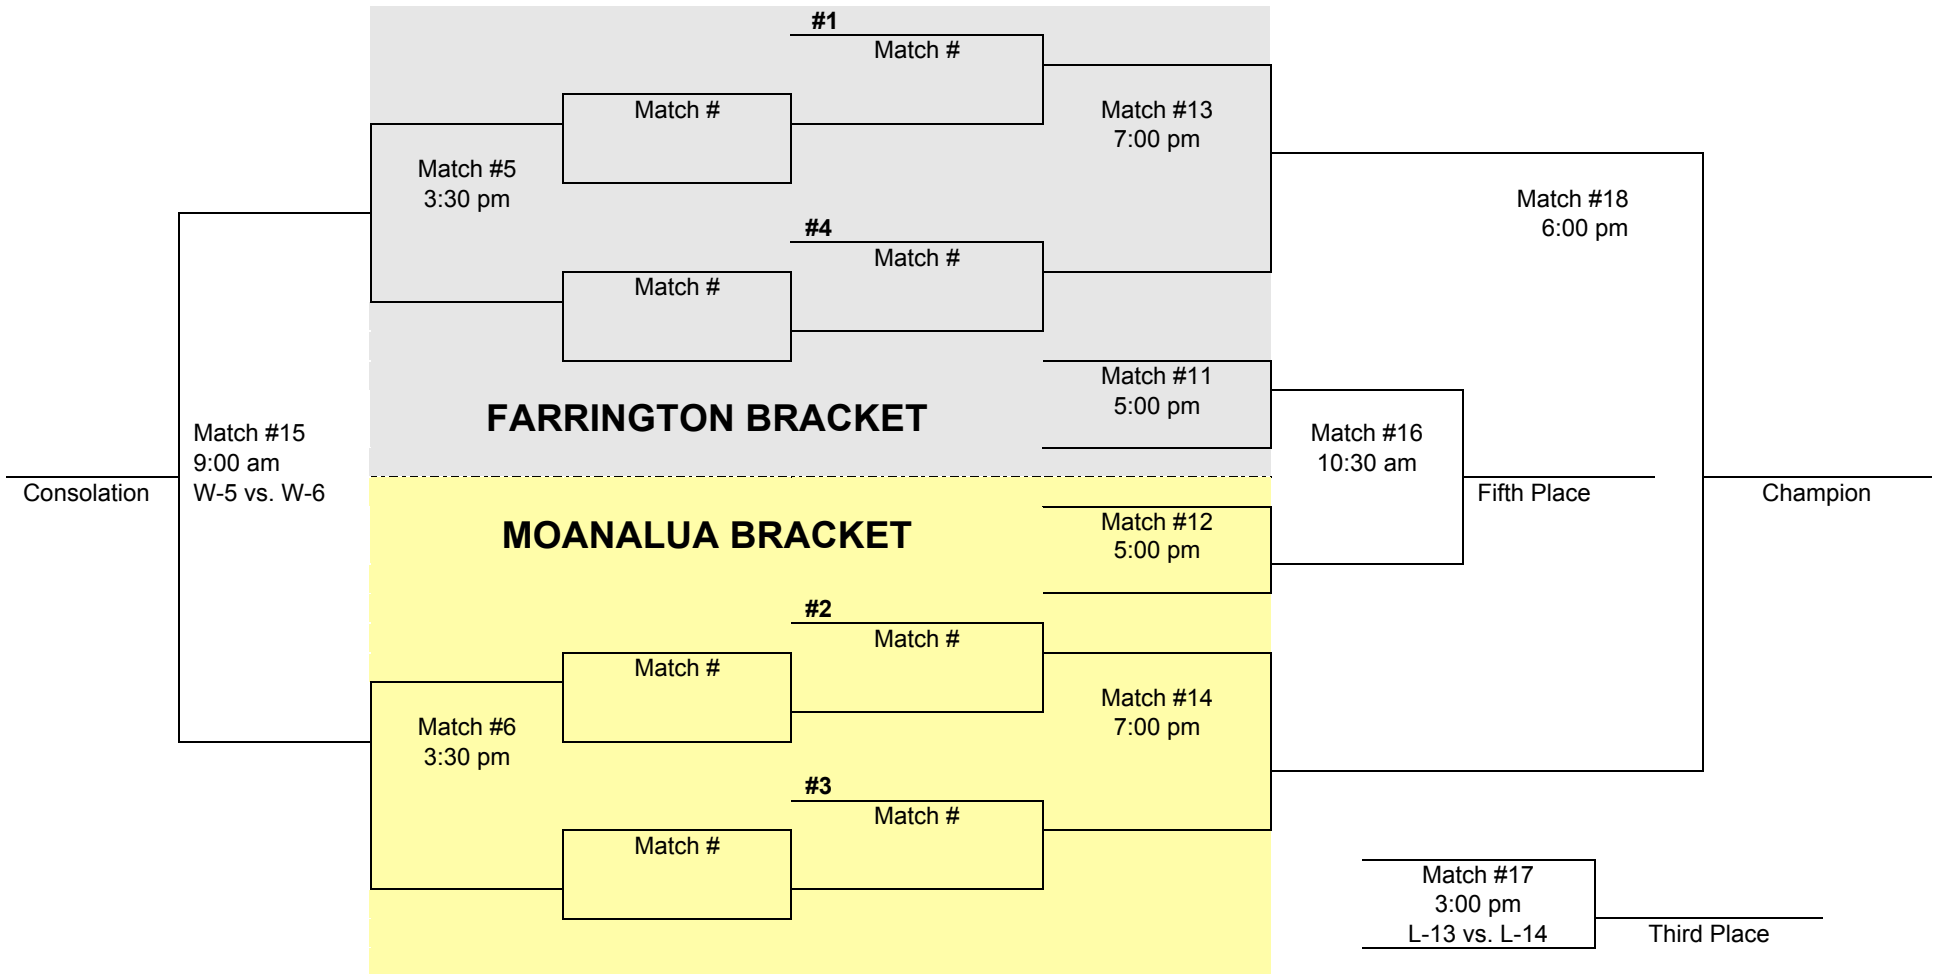 #1
Match #
Match #
Match #13
7:00 pm
Match #5
3:30 pm
Match #18
6:00 pm
#4
Match #
Match #
Match #11
5:00 pm
FARRINGTON BRACKET
Match #15
9:00 am
W-5 vs. W-6
Match #16
10:30 am
Consolation
Fifth Place
Champion
MOANALUA BRACKET
Match #12
5:00 pm
#2
Match #
Match #
Match #14
7:00 pm
Match #6
3:30 pm
#3
Match #
Match #
Match #17
3:00 pm
L-13 vs. L-14
Third Place